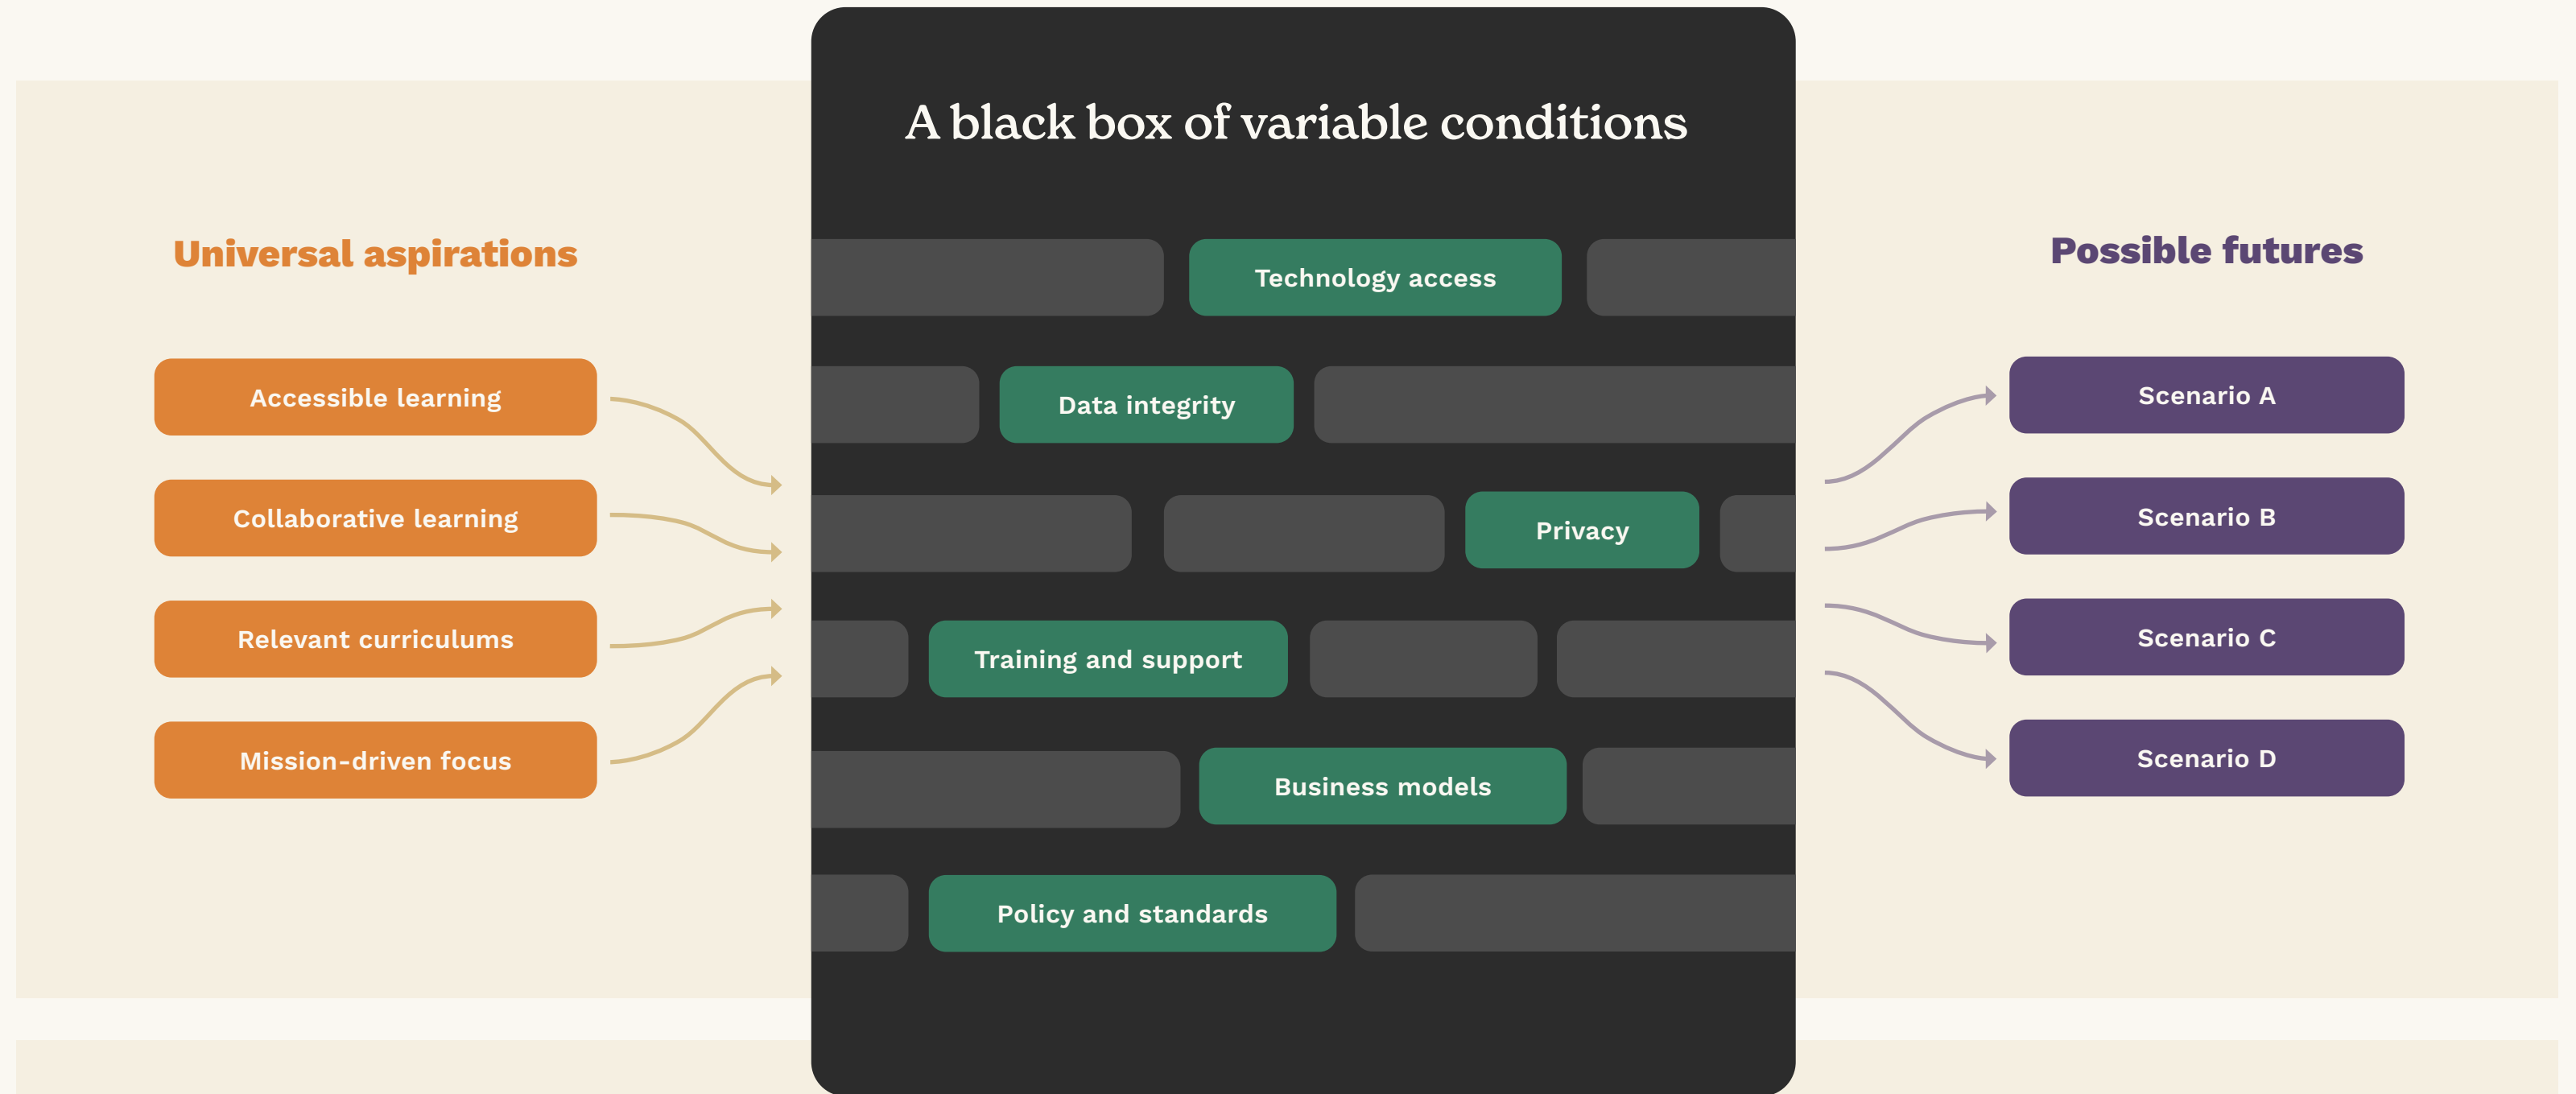 A black box of variable conditions
Universal aspirations
Accessible learning
Collaborative learning
Relevant curriculums
Mission-driven focus
Technology access
Data integrity
Privacy
Training and support
Business models
Policy and standards
Possible futures
Scenario A
Scenario B
Scenario C
Scenario D